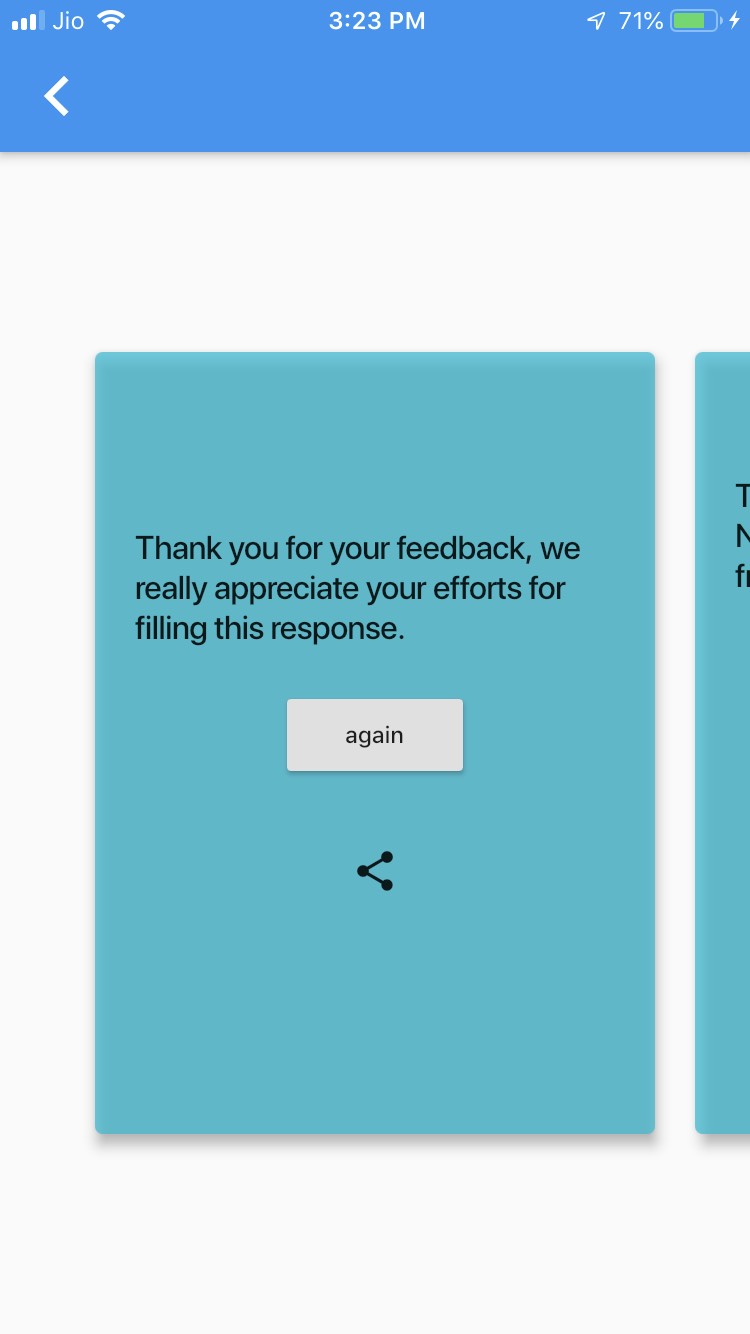 Jio 3:23 PM 71%
Thank you for your feedback, we
really appreciate your efforts for
filling this response.
again